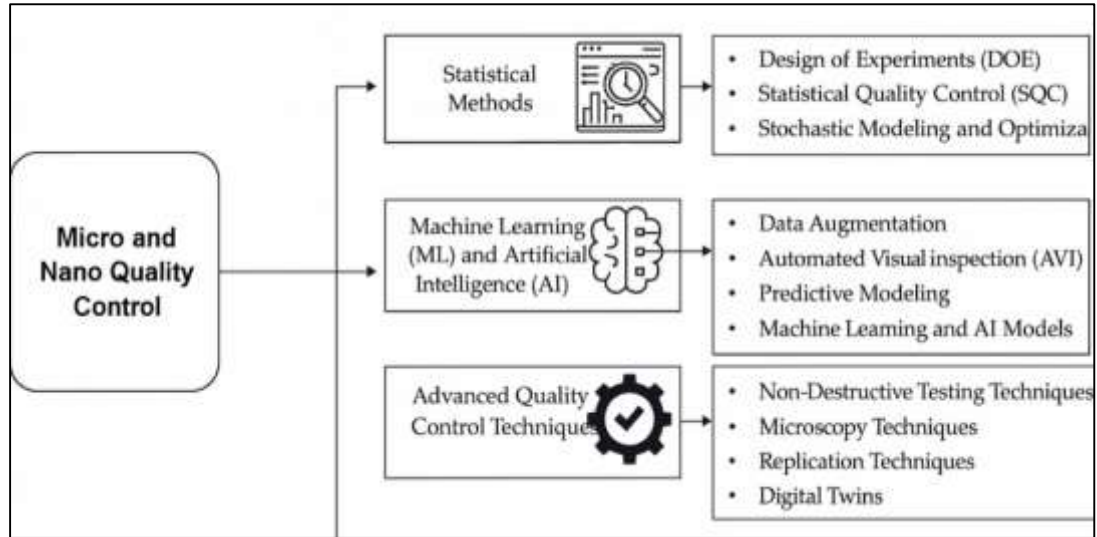 Micro and
Nano Quality
Control
Statistical
Methods
• Design of Experiments (DOE)
• Statistical Quality Control (SQC)
• Stochastic Modeling and Optimiza
Machine Learning
(ML) and Artificial
Intelligence (AI)
• Data Augmentation
• Automated Visual inspection (AVI)
• Predictive Modeling
• Machine Learning and AI Models
Advanced Quality
Control Techniques
• Non-Destructive Testing Techniques
• Microscopy Techniques
• Replication Techniques
• Digital Twins